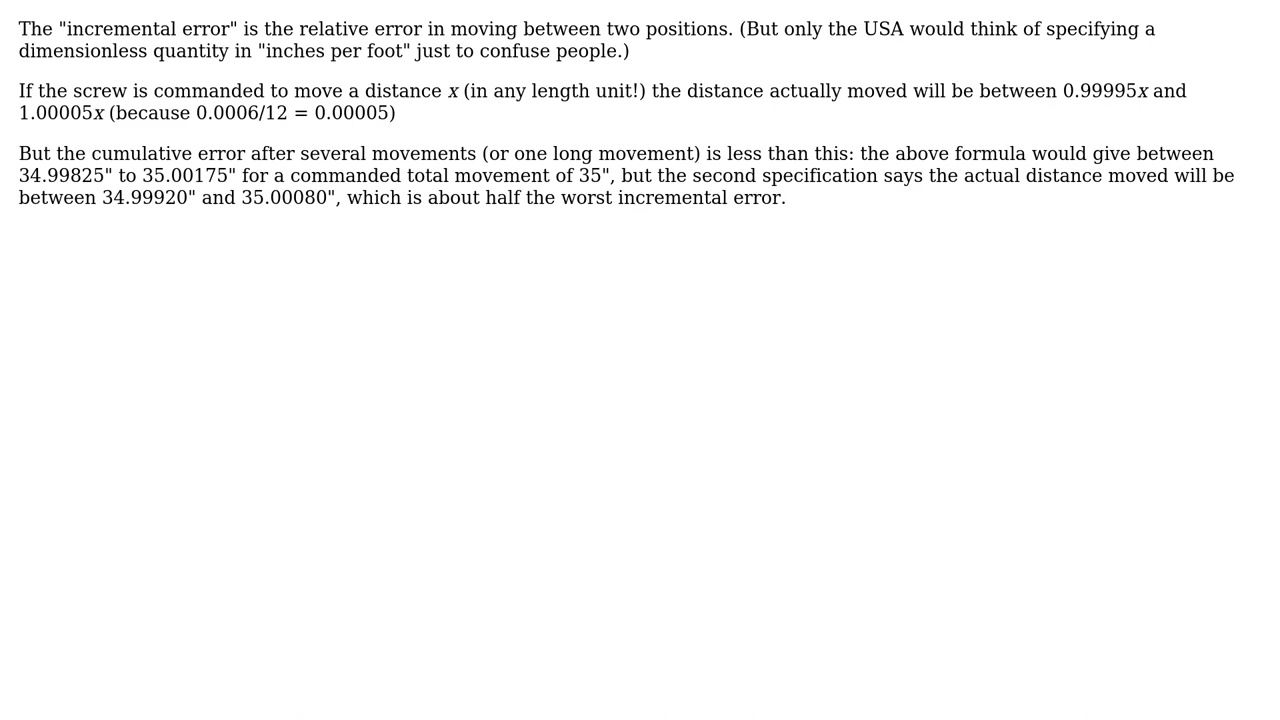 The "incremental error" is the relative error in moving between two positions. (But only the USA would think of specifying a
dimensionless quantity in "inches per foot" just to confuse people.)
If the screw is commanded to move a distance x (in any length unit!) the distance actually moved will be between 0.99995x and
1.00005x (because 0.0006/12 = 0.00005)
But the cumulative error after several movements (or one long movement) is less than this: the above formula would give between
34.99825" to 35.00175" for a commanded total movement of 35", but the second specification says the actual distance moved will be
between 34.99920" and 35.00080", which is about half the worst incremental error.